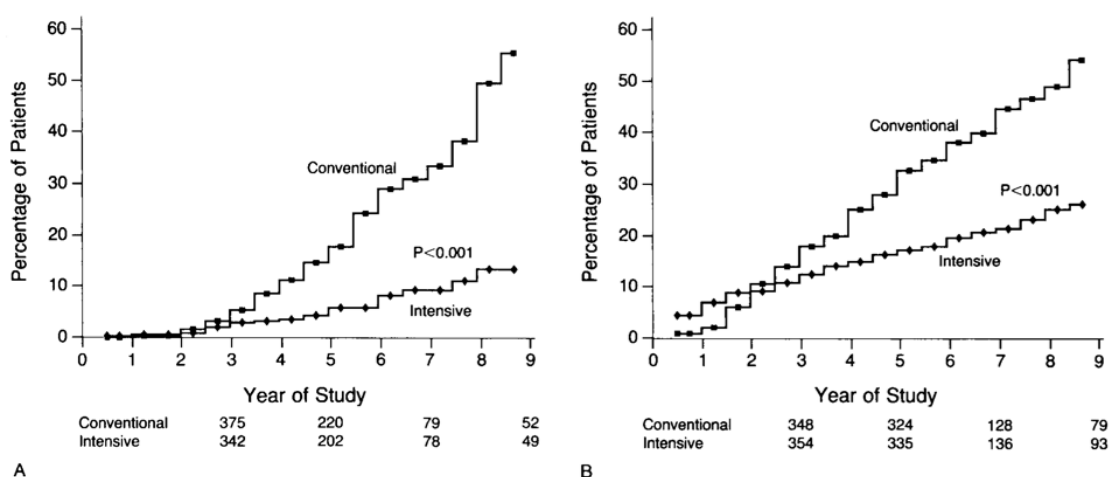 60
50
40
30
20
10
0
Percentage of Patients
Conventional
P<0.001
Intensive
0 1 2 3 4 5 6 7 8 9
Year of Study
Conventional 375 220 79 52
Intensive 342 202 78 49
A
60
50
40
30
20
10
0
Percentage of Patients
Conventional
P<0.001
Intensive
0 1 2 3 4 5 6 7 8 9
Year of Study
Conventional 348 324 128 79
Intensive 354 335 136 93
B